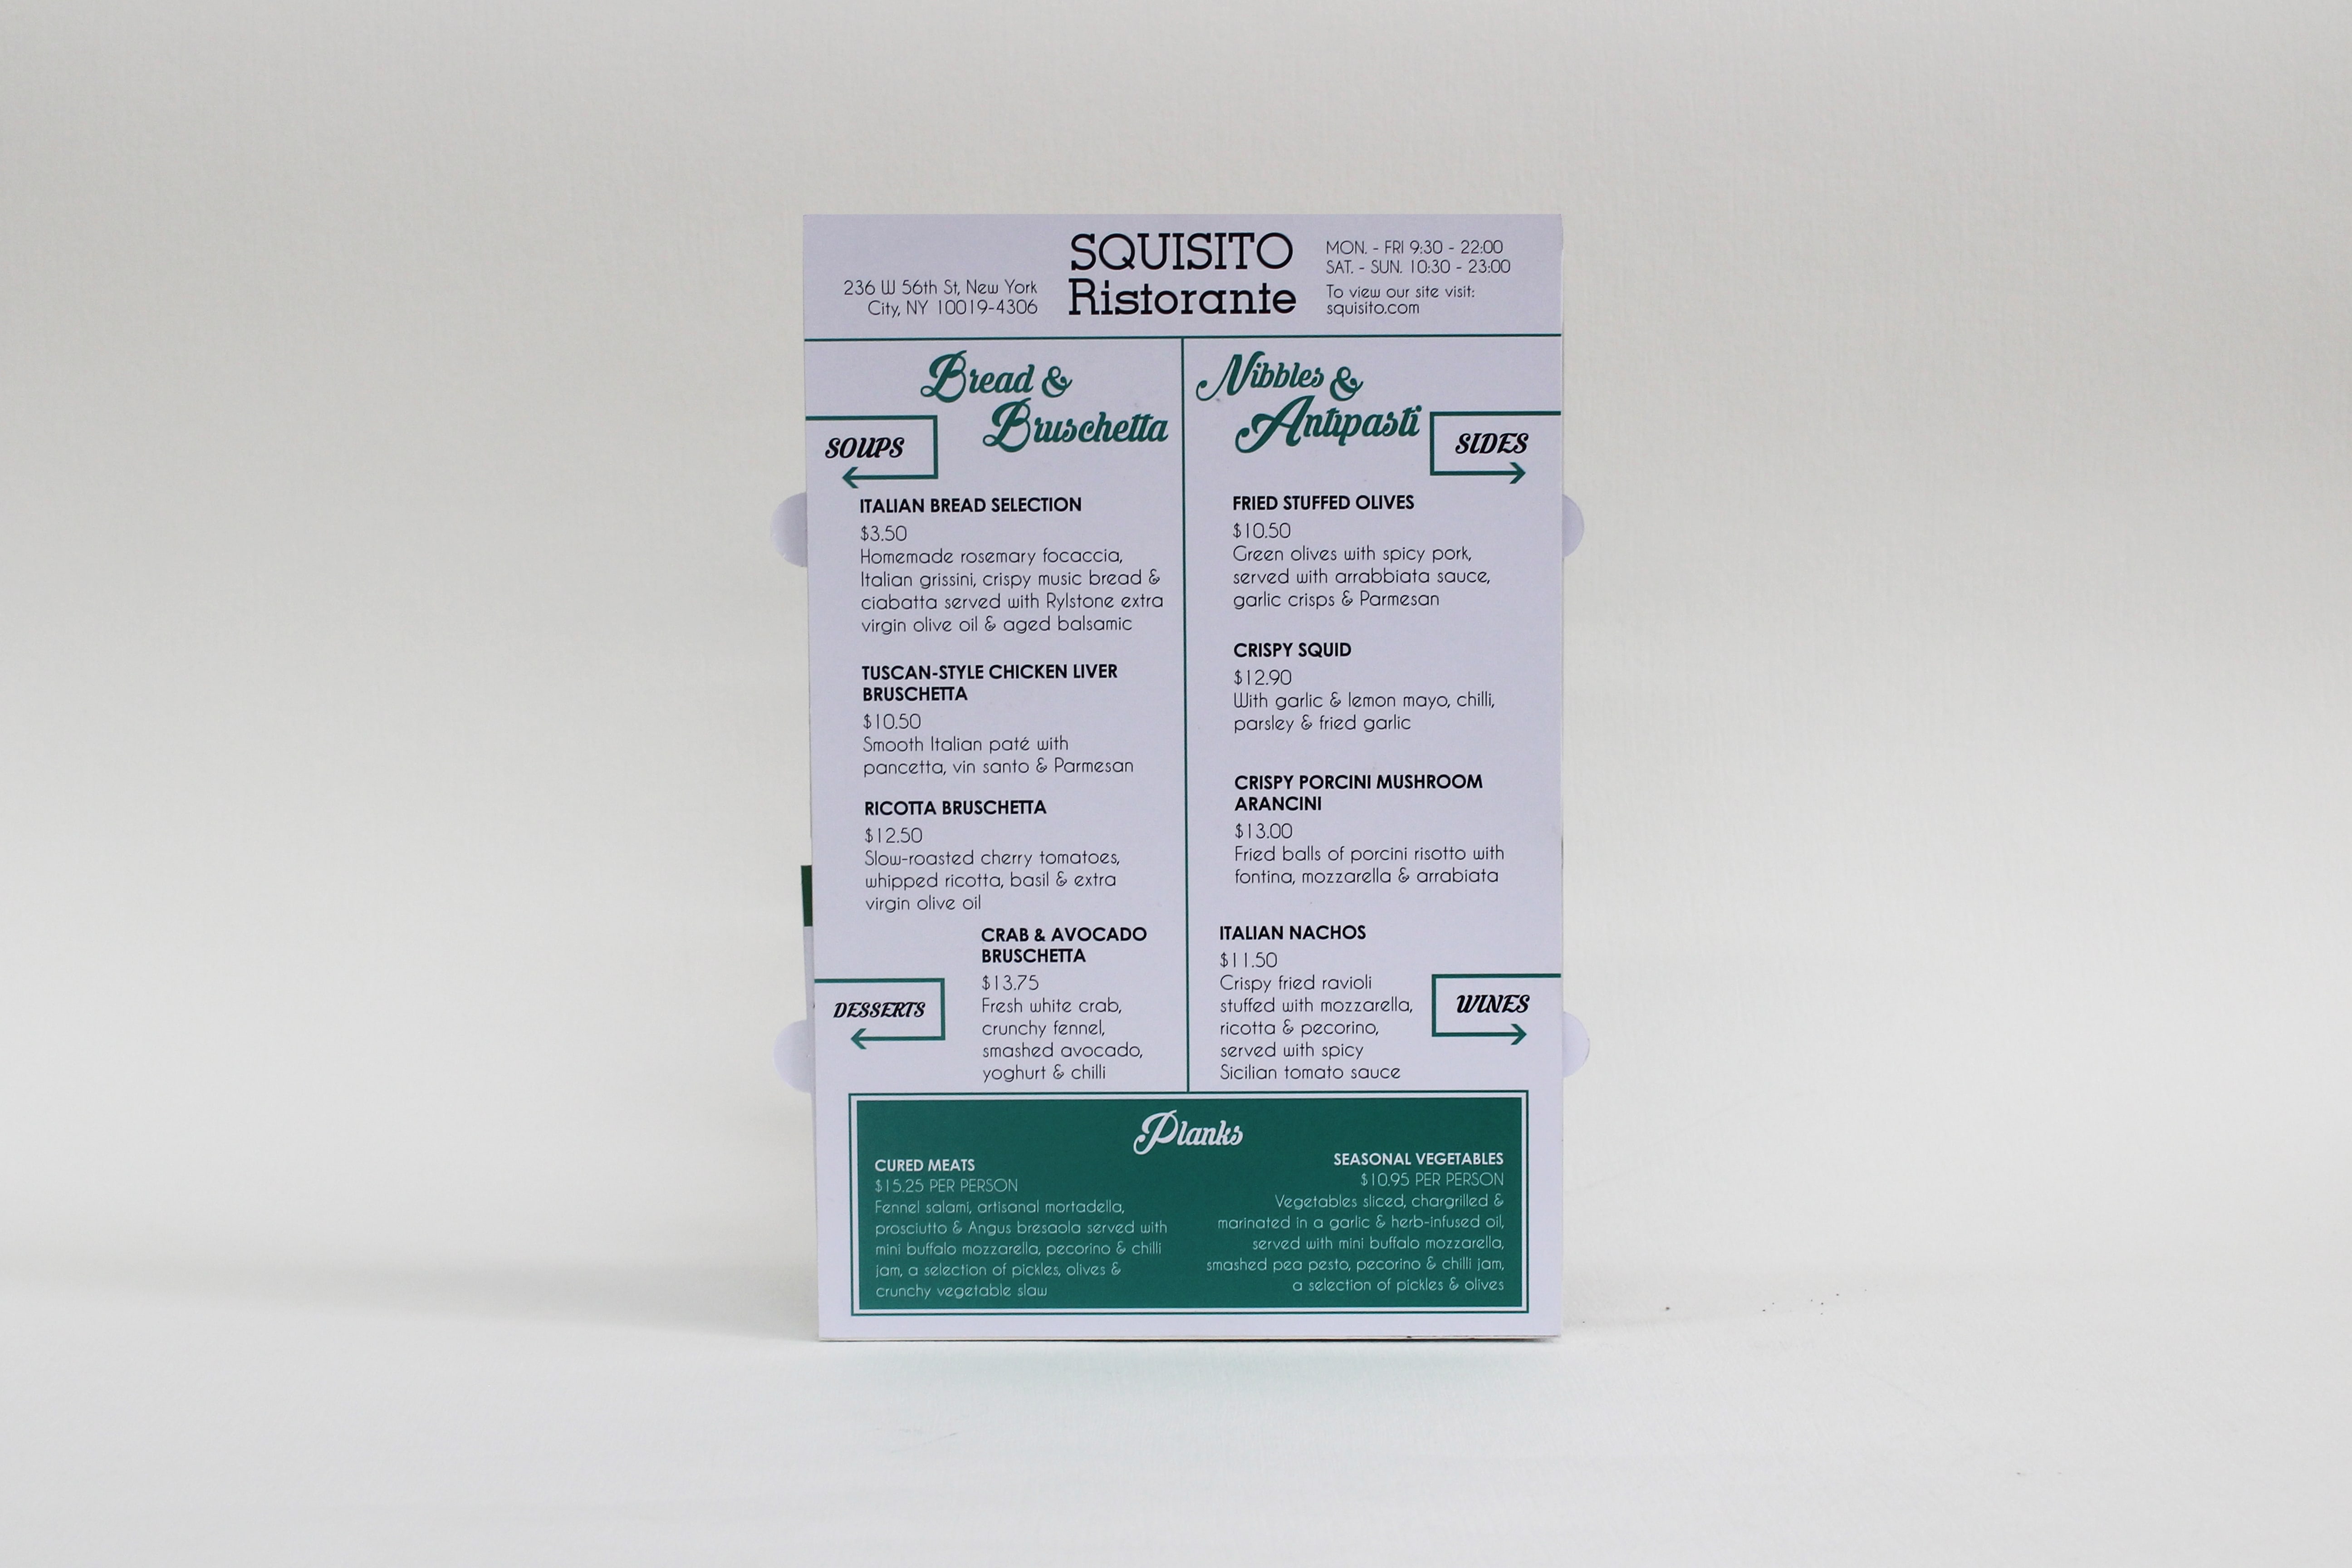 236 W 56th St, New York
City, NY 10019-4306
SQUISITO
Ristorante
MON. - FRI 9:30 - 22:00
SAT. - SUN. 10:30 - 23:00
To view our site visit:
squisito.com
Bread &
Bruschetta
SOUPS
ITALIAN BREAD SELECTION
$3.50
Homemade rosemary focaccia,
Italian grissini, crispy music bread &
ciabatta served with Rylstone extra
virgin olive oil & aged balsamic
TUSCAN-STYLE CHICKEN LIVER
BRUSCHETTA
$10.50
Smooth Italian paté with
pancetta, vin santo & Parmesan
RICOTTA BRUSCHETTA
$12.50
Slow-roasted cherry tomatoes,
whipped ricotta, basil & extra
virgin olive oil
CRAB & AVOCADO
BRUSCHETTA
$13.75
Fresh white crab,
crunchy fennel,
smashed avocado,
yoghurt & chilli
DESSERTS
Nibbles &
Antipasti
SIDES
FRIED STUFFED OLIVES
$10.50
Green olives with spicy pork,
served with arrabbiata sauce,
garlic crisps & Parmesan
CRISPY SQUID
$12.90
With garlic & lemon mayo, chilli,
parsley & fried garlic
CRISPY PORCINI MUSHROOM
ARANCINI
$13.00
Fried balls of porcini risotto with
fontina, mozzarella & arrabiata
ITALIAN NACHOS
$11.50
Crispy fried ravioli
stuffed with mozzarella,
ricotta & pecorino,
served with spicy
Sicilian tomato sauce
WINES
Planks
CURED MEATS
$15.25 PER PERSON
Fennel salami, artisanal mortadella,
prosciutto & Angus bresaola served with
mini buffalo mozzarella, pecorino & chilli
jam, a selection of pickles, olives &
crunchy vegetable slaw
SEASONAL VEGETABLES
$10.95 PER PERSON
Vegetables sliced, chargrilled &
marinated in a garlic & herb-infused oil,
served with mini buffalo mozzarella,
smashed pea pesto, pecorino & chilli jam,
a selection of pickles & olives